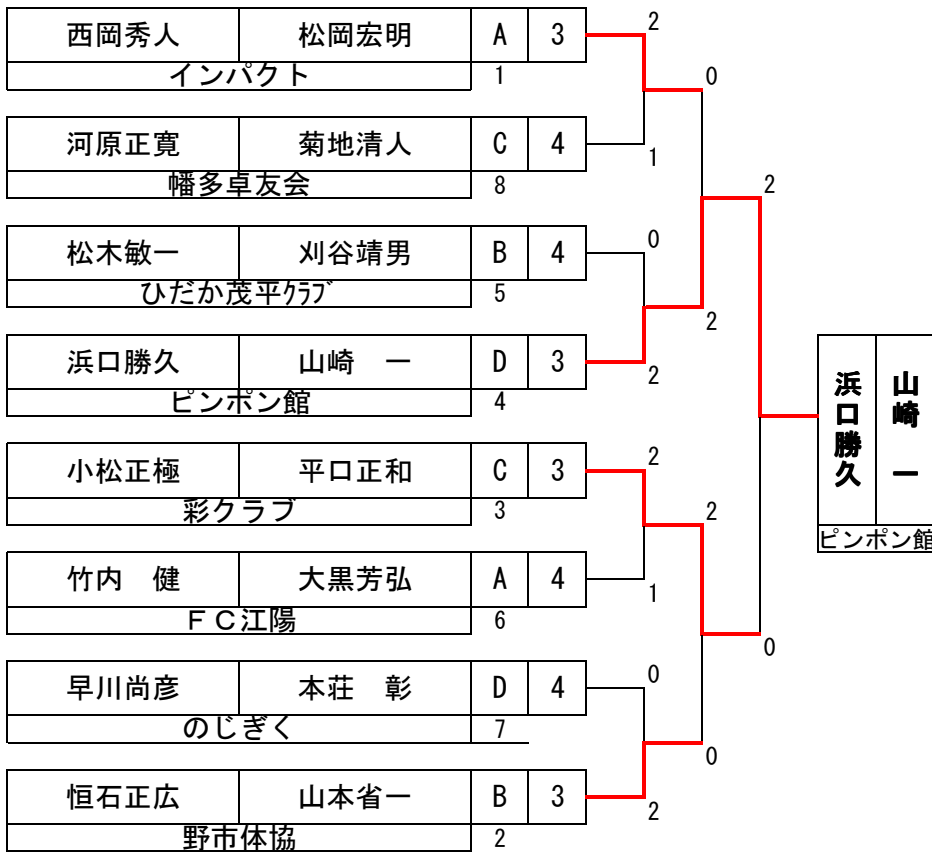 西岡秀人 松岡宏明 A 3 2
インパクト 1 0
河原正寛 菊地清人 C 4 1
幡多卓友会 8 2
松木敏一 刈谷靖男 B 4 0
ひだか茂平ｸﾗﾌﾞ 5 2
浜口勝久 山崎　一 D 3 2
ピンポン館 4
浜口勝久 山崎　一
ピンポン館
小松正極 平口正和 C 3 2
彩クラブ 3 2
竹内　健 大黒芳弘 A 4 1
ＦＣ江陽 6 0
早川尚彦 本荘　彰 D 4 0
のじぎく 7 0
恒石正広 山本省一 B 3 2
野市体協 2